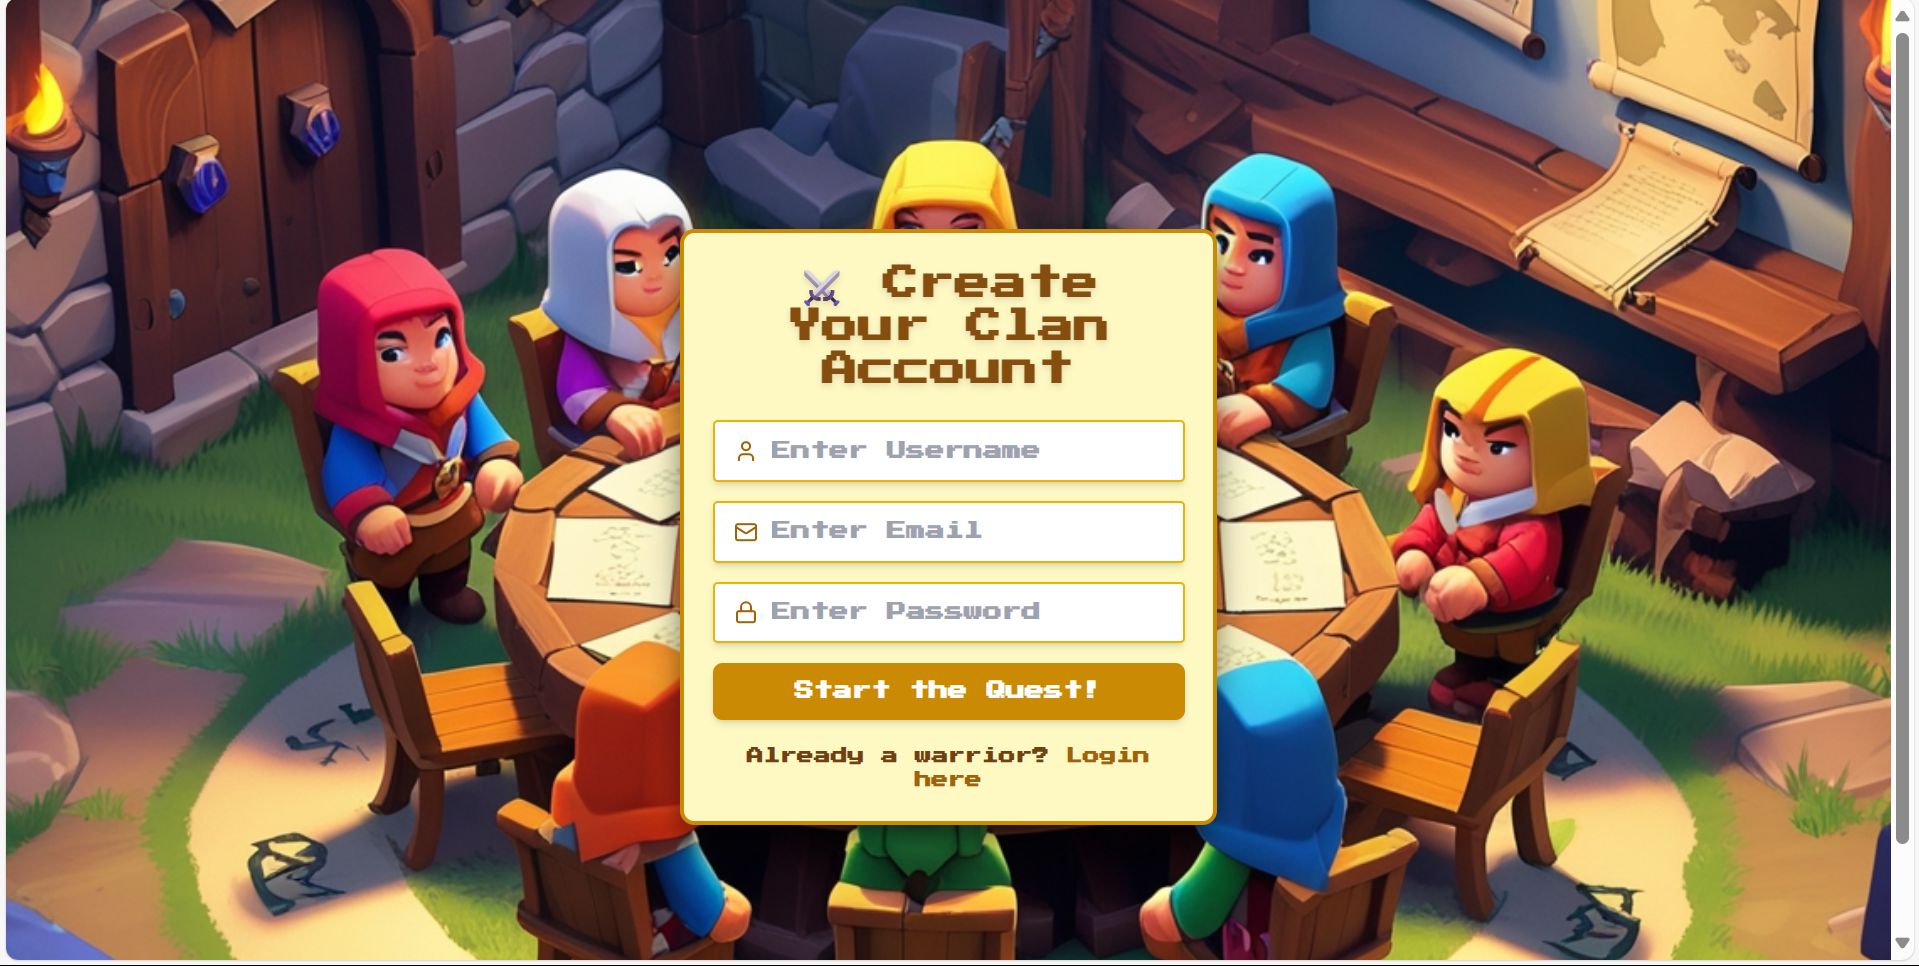 ⚔️ Create
Your Clan
Account
Enter Username
Enter Email
Enter Password
Start the Quest!
Already a warrior? Login
here